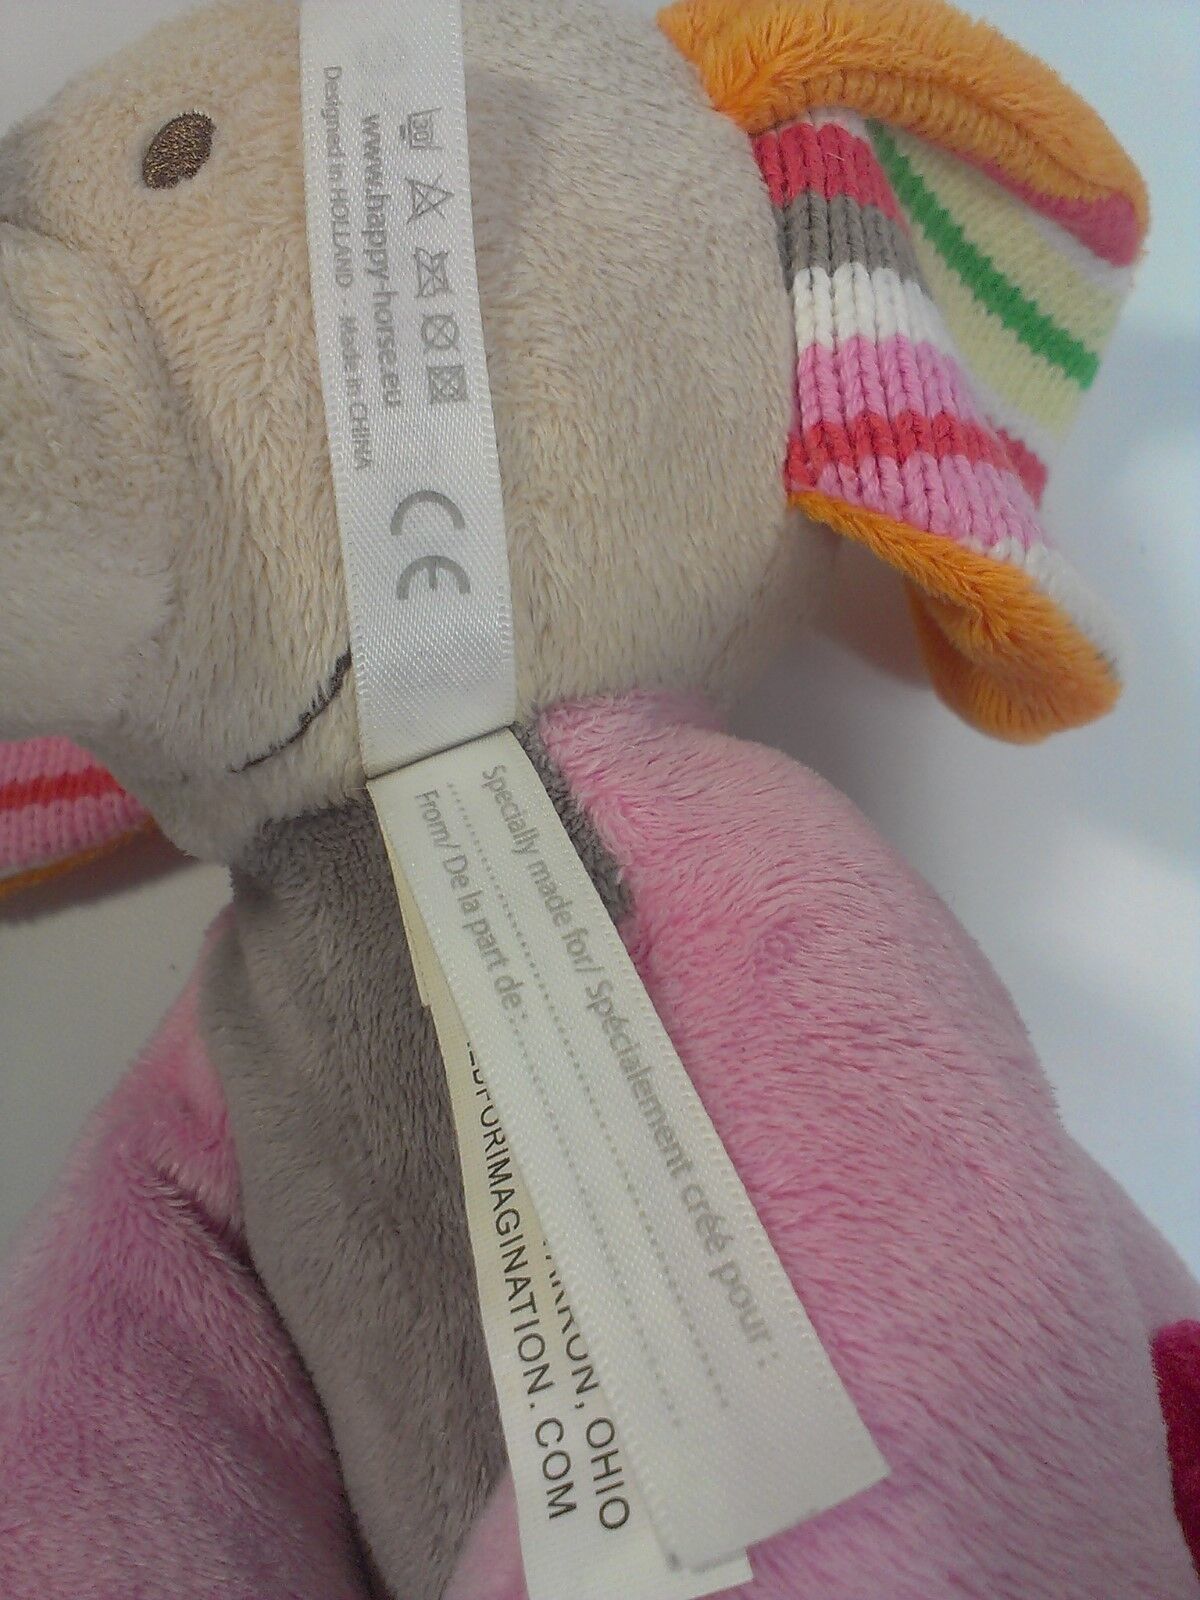 www.happy-horse.eu
Designed in HOLLAND - Made in CHINA
CE
Specially made for/ Spécialement créé pour :
From/ De la part de :
AKRON, OHIO
EDFORIMAGINATION.COM